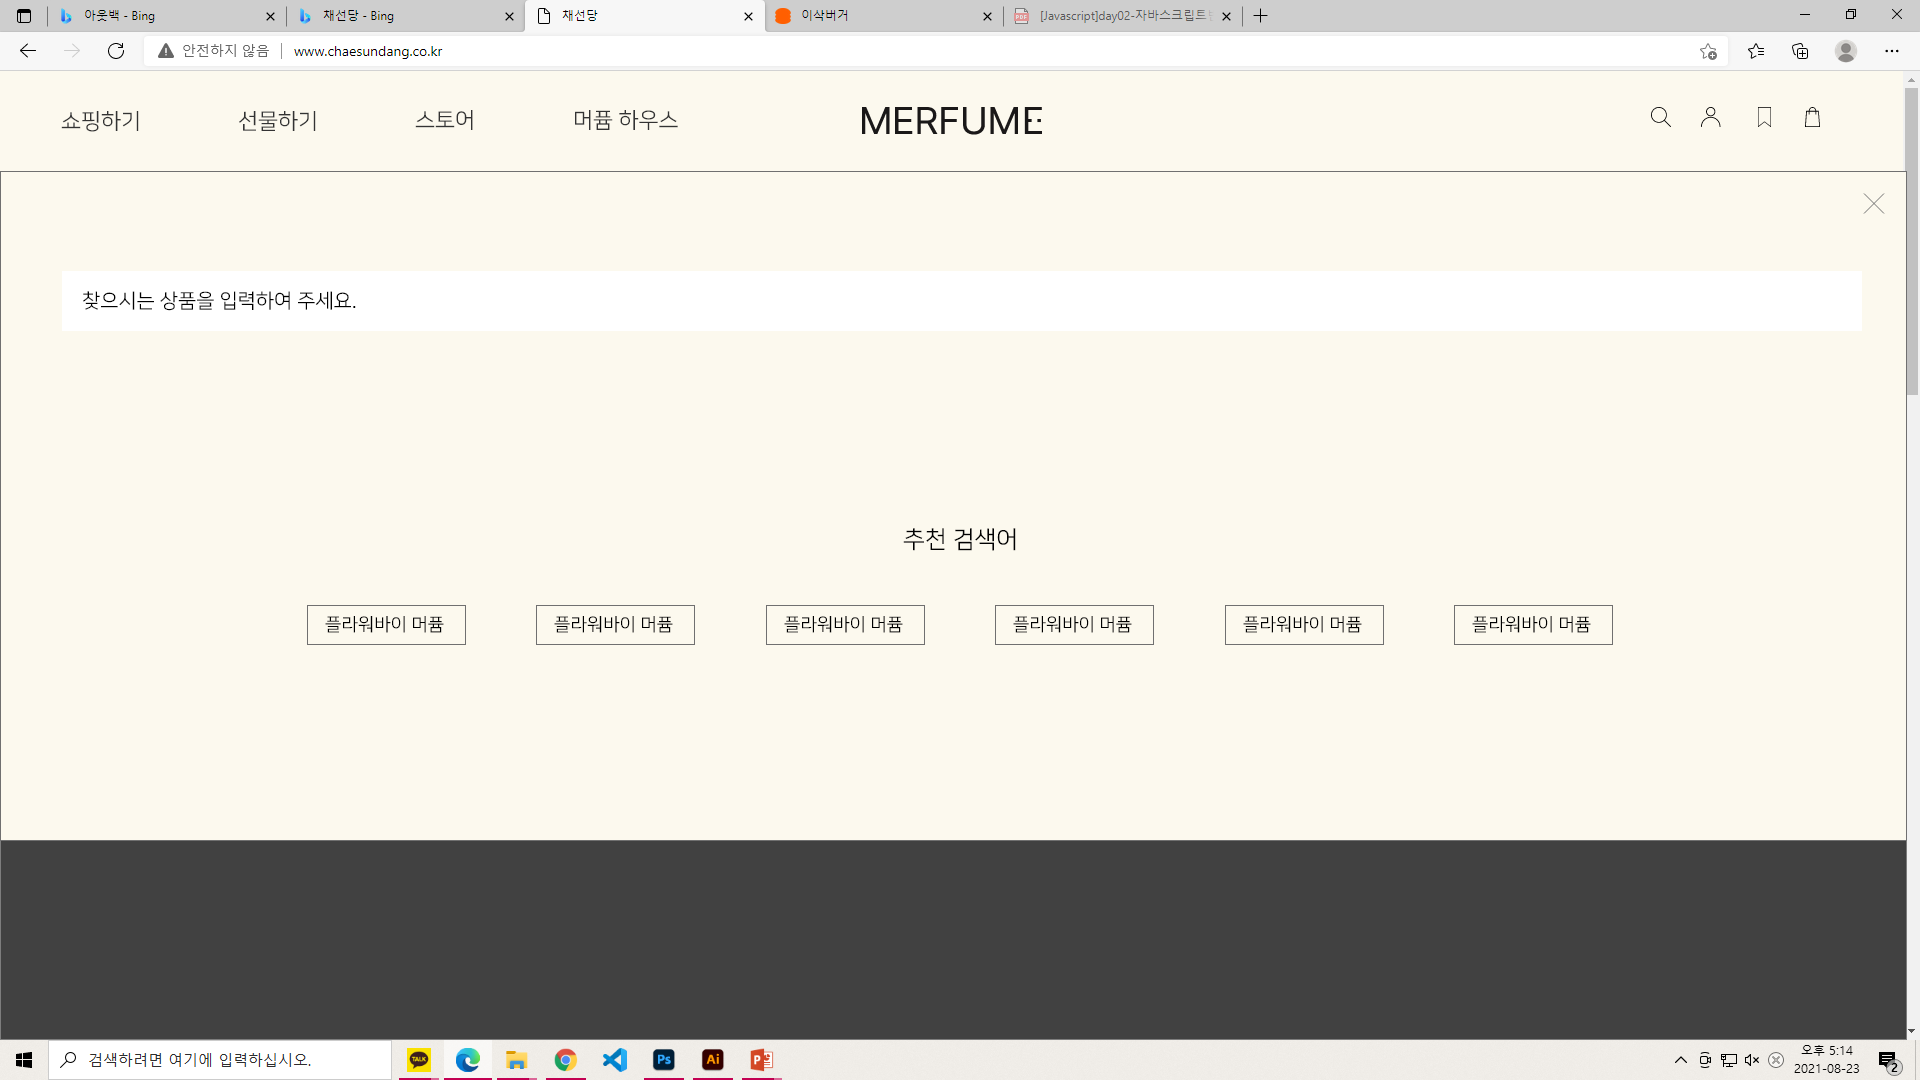 아웃백 - Bing
채선당 - Bing
채선당
이삭버거
[Javascript]day02-자바스크립트
안전하지 않음
www.chaesundang.co.kr
쇼핑하기
선물하기
스토어
머퓸 하우스
MERFUME
찾으시는 상품을 입력하여 주세요.
추천 검색어
플라워바이 머퓸
플라워바이 머퓸
플라워바이 머퓸
플라워바이 머퓸
플라워바이 머퓸
플라워바이 머퓸
검색하려면 여기에 입력하십시오.
TALK
Ps
Ai
P
오후 5:14
2021-08-23
2